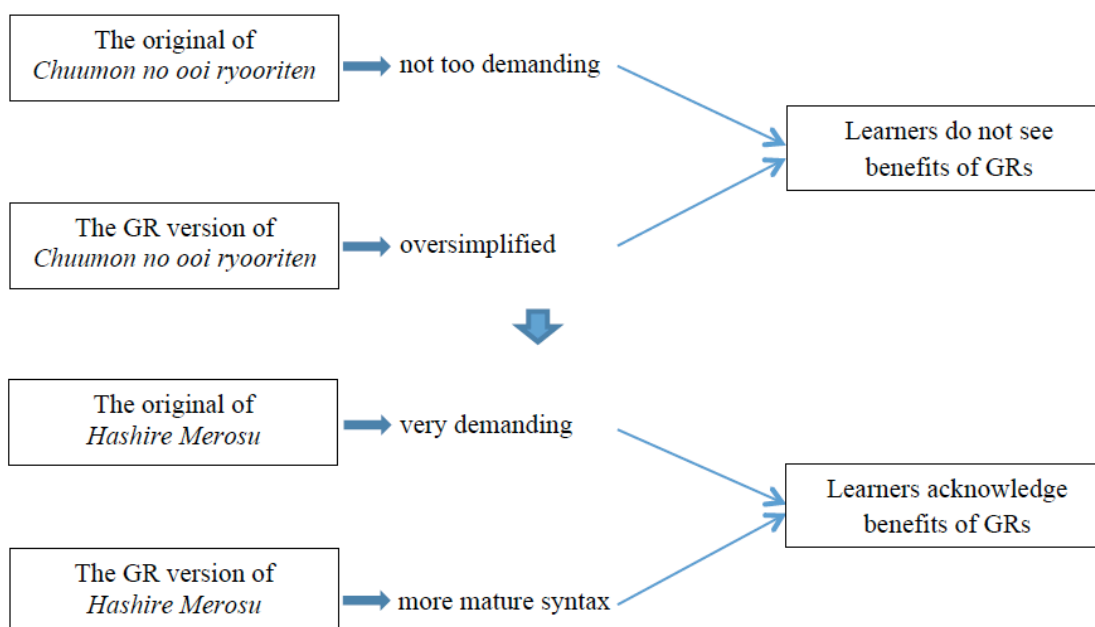 The original of
Chuumon no ooi ryooriten
not too demanding
Learners do not see
benefits of GRs
The GR version of
Chuumon no ooi ryooriten
oversimplified
The original of
Hashire Merosu
very demanding
Learners acknowledge
benefits of GRs
The GR version of
Hashire Merosu
more mature syntax